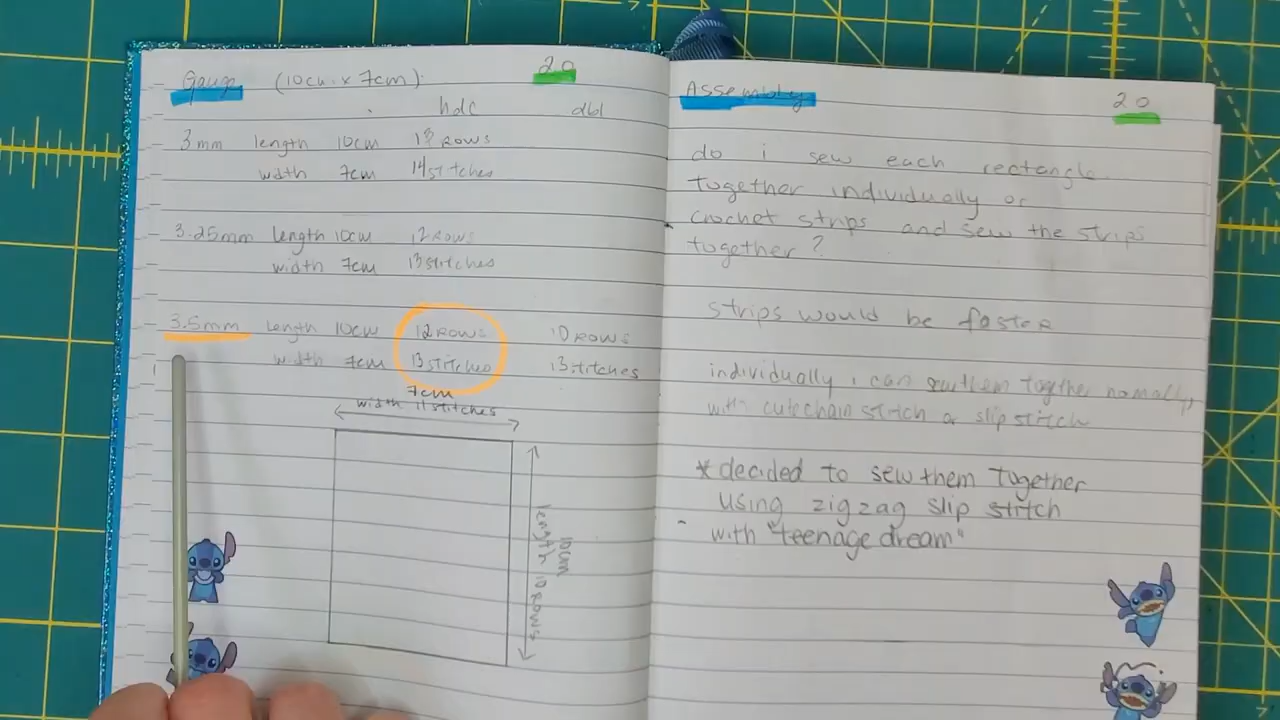 Gauge (10cm x 7cm). 20
hdc dbl
3mm length 10cm 13 rows
width 7cm 14 stitches
3.25mm length 10cm 12 rows
width 7cm 13 stitches
3.5mm length 10cm 12 rows 10 rows
width 7cm 13 stitches 13 stitches
7cm
width 11 stitches
10cm
length 10 rows
Assembly 20
do i sew each rectangle
together individually or
crochet strips and sew the strips
together?
strips would be faster
individually i can them together normally,
with cute chain stitch or slip stitch
* decided to sew them together
using zigzag slip stitch
with "teenage dream"